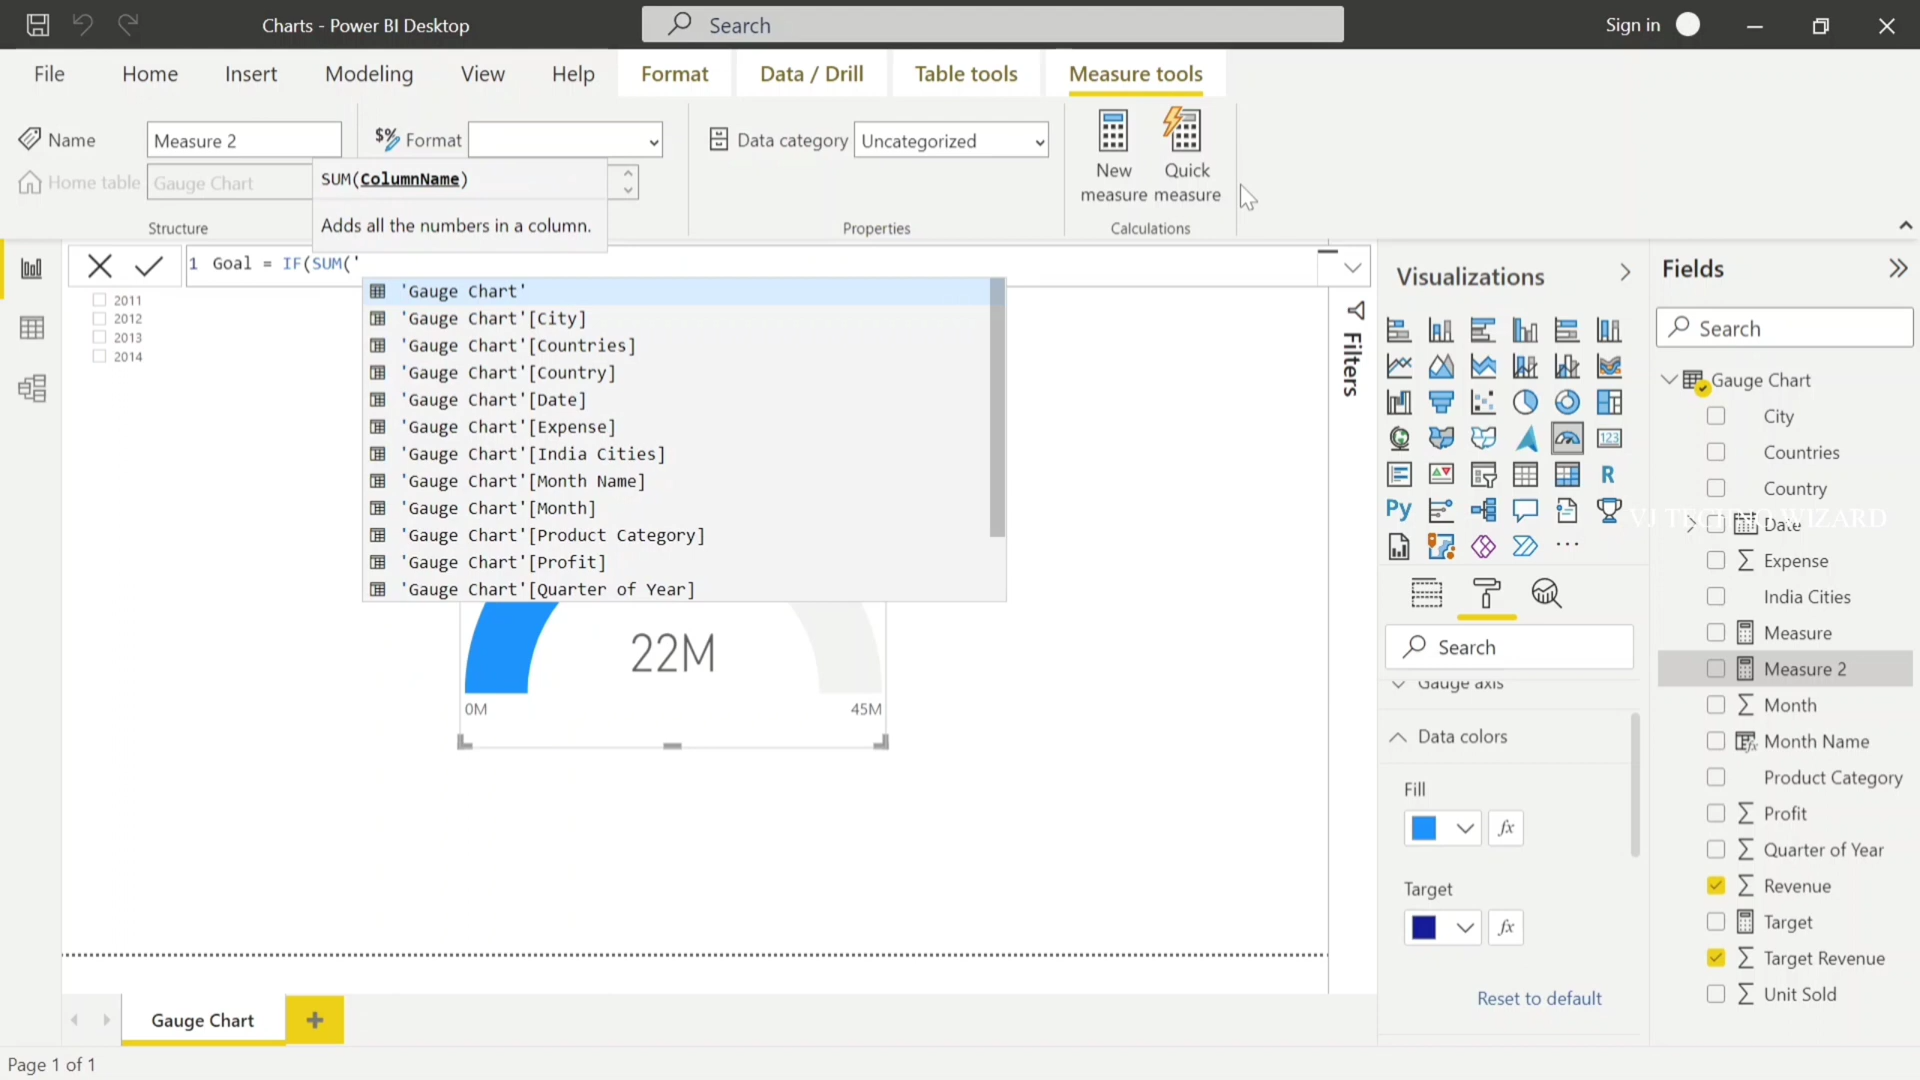 Charts - Power BI Desktop
Search
Sign in
File
Home
Insert
Modeling
View
Help
Format
Data / Drill
Table tools
Measure tools
Name
Measure 2
$% Format
Data category
Uncategorized
New measure
Quick measure
Home table
Gauge Chart
SUM(ColumnName)
Adds all the numbers in a column.
Structure
Properties
Calculations
1 Goal = IF(SUM('
2011
2012
2013
2014
'Gauge Chart'
'Gauge Chart'[City]
'Gauge Chart'[Countries]
'Gauge Chart'[Country]
'Gauge Chart'[Date]
'Gauge Chart'[Expense]
'Gauge Chart'[India Cities]
'Gauge Chart'[Month Name]
'Gauge Chart'[Month]
'Gauge Chart'[Product Category]
'Gauge Chart'[Profit]
'Gauge Chart'[Quarter of Year]
22M
0M
45M
Filters
Visualizations
123
R
Py
Search
Gauge axis
Data colors
Fill
fx
Target
fx
Reset to default
Fields
Search
Gauge Chart
City
Countries
Country
Date
VJ TECHNO WIZARD
Expense
India Cities
Measure
Measure 2
Month
Month Name
Product Category
Profit
Quarter of Year
Revenue
Target
Target Revenue
Unit Sold
Gauge Chart
Page 1 of 1